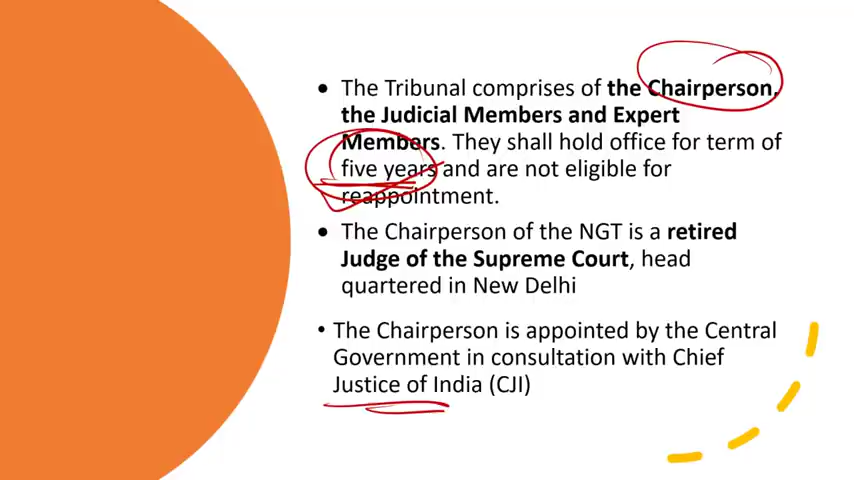 • The Tribunal comprises of the Chairperson,
the Judicial Members and Expert
Members. They shall hold office for term of
five years and are not eligible for
reappointment.
• The Chairperson of the NGT is a retired
Judge of the Supreme Court, head
quartered in New Delhi
• The Chairperson is appointed by the Central
Government in consultation with Chief
Justice of India (CJI)